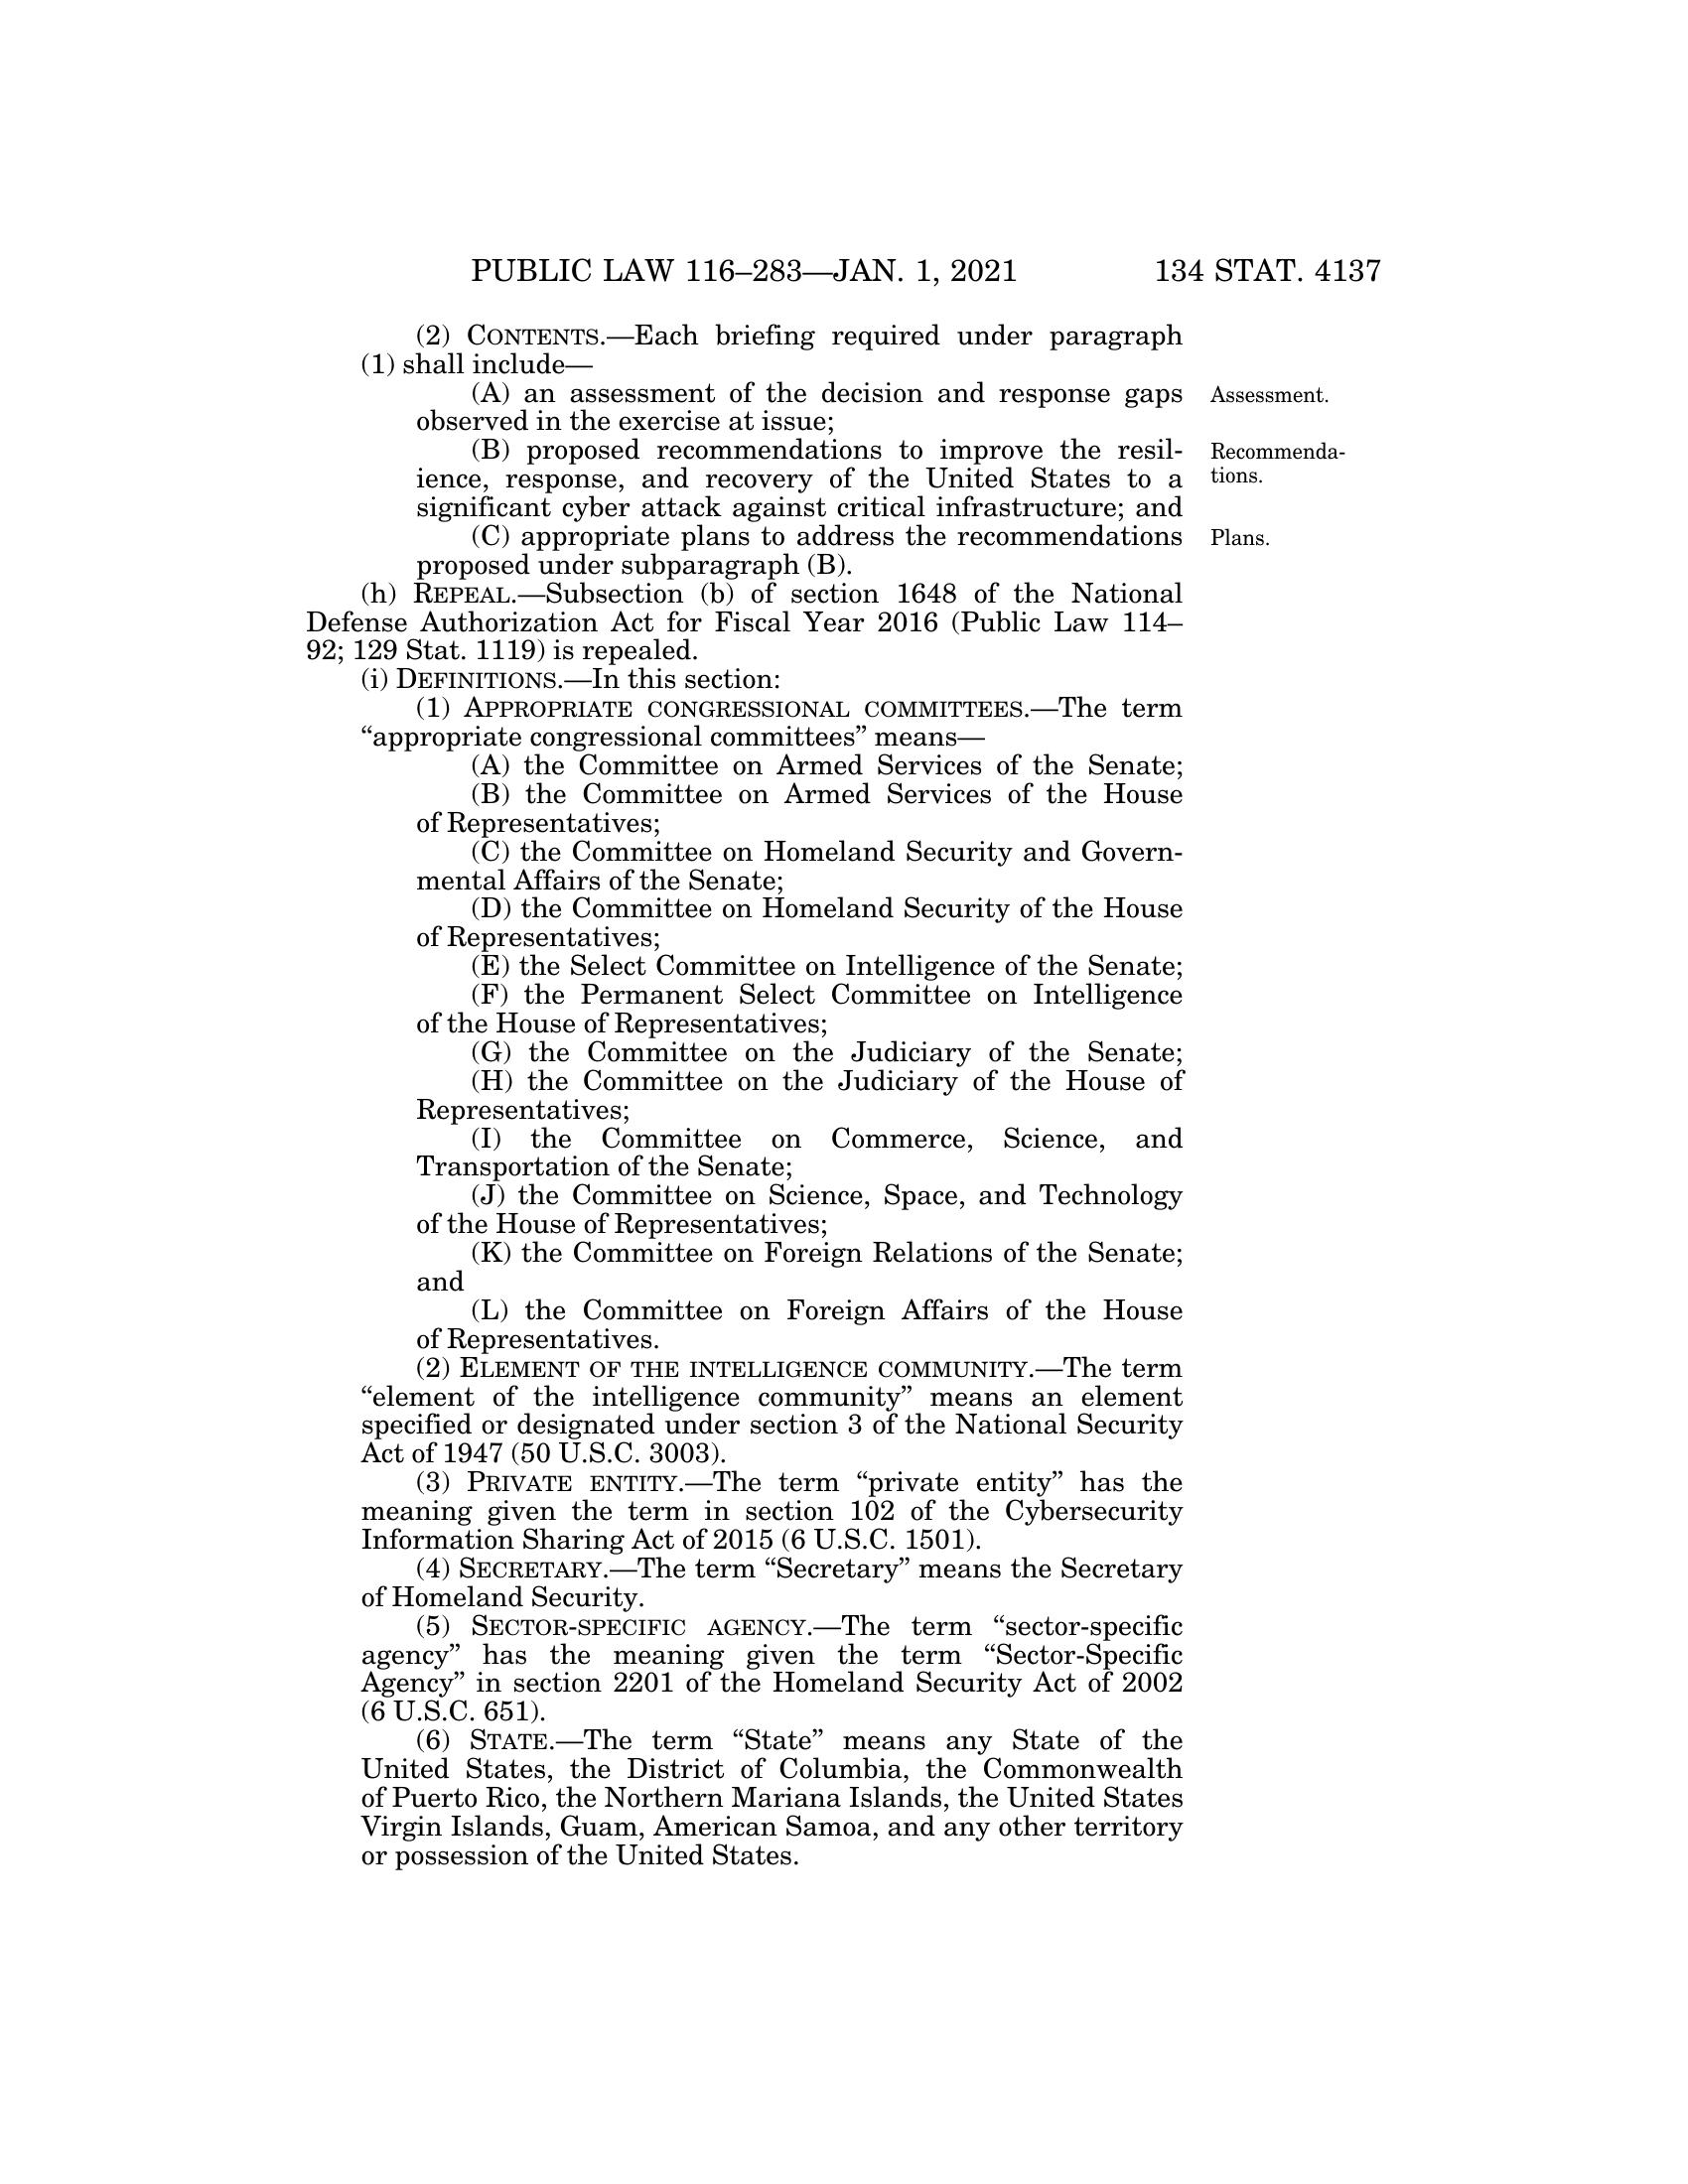 PUBLIC LAW 116–283—JAN. 1, 2021 134 STAT. 4137
(2) CONTENTS.—Each briefing required under paragraph
(1) shall include—
(A) an assessment of the decision and response gaps
observed in the exercise at issue;
Assessment.
(B) proposed recommendations to improve the resil-
ience, response, and recovery of the United States to a
significant cyber attack against critical infrastructure; and
Recommenda-
tions.
(C) appropriate plans to address the recommendations
proposed under subparagraph (B).
Plans.
(h) REPEAL.—Subsection (b) of section 1648 of the National
Defense Authorization Act for Fiscal Year 2016 (Public Law 114–
92; 129 Stat. 1119) is repealed.
(i) DEFINITIONS.—In this section:
(1) APPROPRIATE CONGRESSIONAL COMMITTEES.—The term
“appropriate congressional committees” means—
(A) the Committee on Armed Services of the Senate;
(B) the Committee on Armed Services of the House
of Representatives;
(C) the Committee on Homeland Security and Govern-
mental Affairs of the Senate;
(D) the Committee on Homeland Security of the House
of Representatives;
(E) the Select Committee on Intelligence of the Senate;
(F) the Permanent Select Committee on Intelligence
of the House of Representatives;
(G) the Committee on the Judiciary of the Senate;
(H) the Committee on the Judiciary of the House of
Representatives;
(I) the Committee on Commerce, Science, and
Transportation of the Senate;
(J) the Committee on Science, Space, and Technology
of the House of Representatives;
(K) the Committee on Foreign Relations of the Senate;
and
(L) the Committee on Foreign Affairs of the House
of Representatives.
(2) ELEMENT OF THE INTELLIGENCE COMMUNITY.—The term
“element of the intelligence community” means an element
specified or designated under section 3 of the National Security
Act of 1947 (50 U.S.C. 3003).
(3) PRIVATE ENTITY.—The term “private entity” has the
meaning given the term in section 102 of the Cybersecurity
Information Sharing Act of 2015 (6 U.S.C. 1501).
(4) SECRETARY.—The term “Secretary” means the Secretary
of Homeland Security.
(5) SECTOR-SPECIFIC AGENCY.—The term “sector-specific
agency” has the meaning given the term “Sector-Specific
Agency” in section 2201 of the Homeland Security Act of 2002
(6 U.S.C. 651).
(6) STATE.—The term “State” means any State of the
United States, the District of Columbia, the Commonwealth
of Puerto Rico, the Northern Mariana Islands, the United States
Virgin Islands, Guam, American Samoa, and any other territory
or possession of the United States.